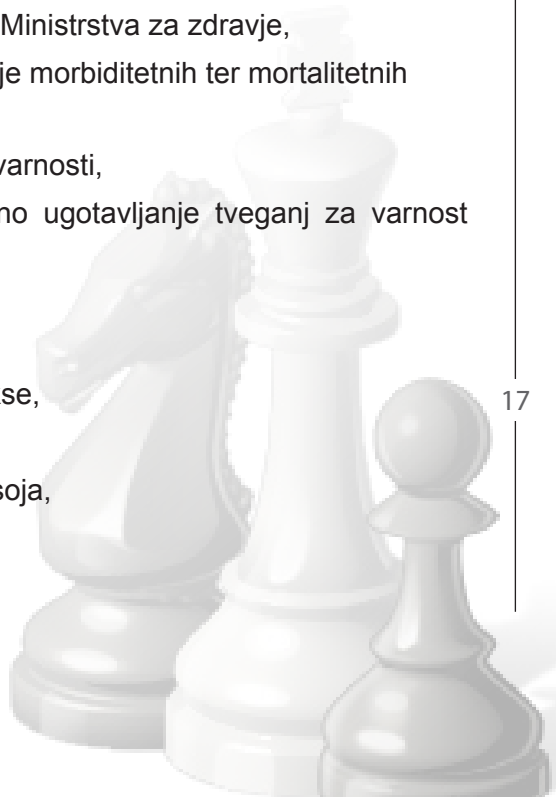 Ministrstva za zdravje,
je morbiditetnih ter mortalitetnih
varnosti,
no ugotavljanje tveganj za varnost
se,
17
soja,